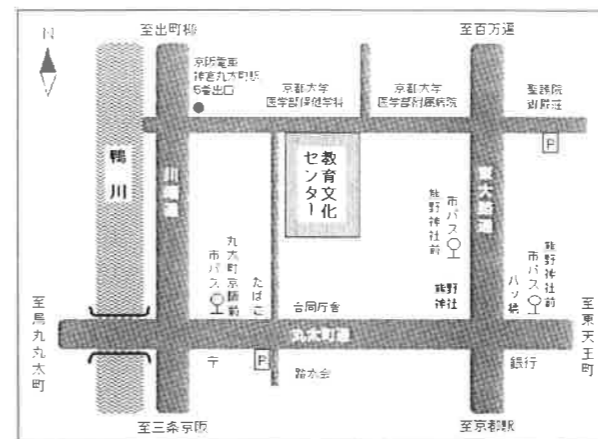 N
至出町柳
至百万遍
京阪電車
神宮丸太町駅
5番出口
京都大学
医学部保健学科
京都大学
医学部附属病院
聖護院
御殿荘
P
鴨川
川端通
教育文化
センター
東大路通
市バス
熊野神社前
市バス
熊野神社前
八ッ橋
熊野
神社
丸太町京阪前
市バス
たばこ
合同庁舎
至烏丸丸太町
丸太町通
至東天王町
〒
P
踏水会
銀行
至三条京阪
至京都駅